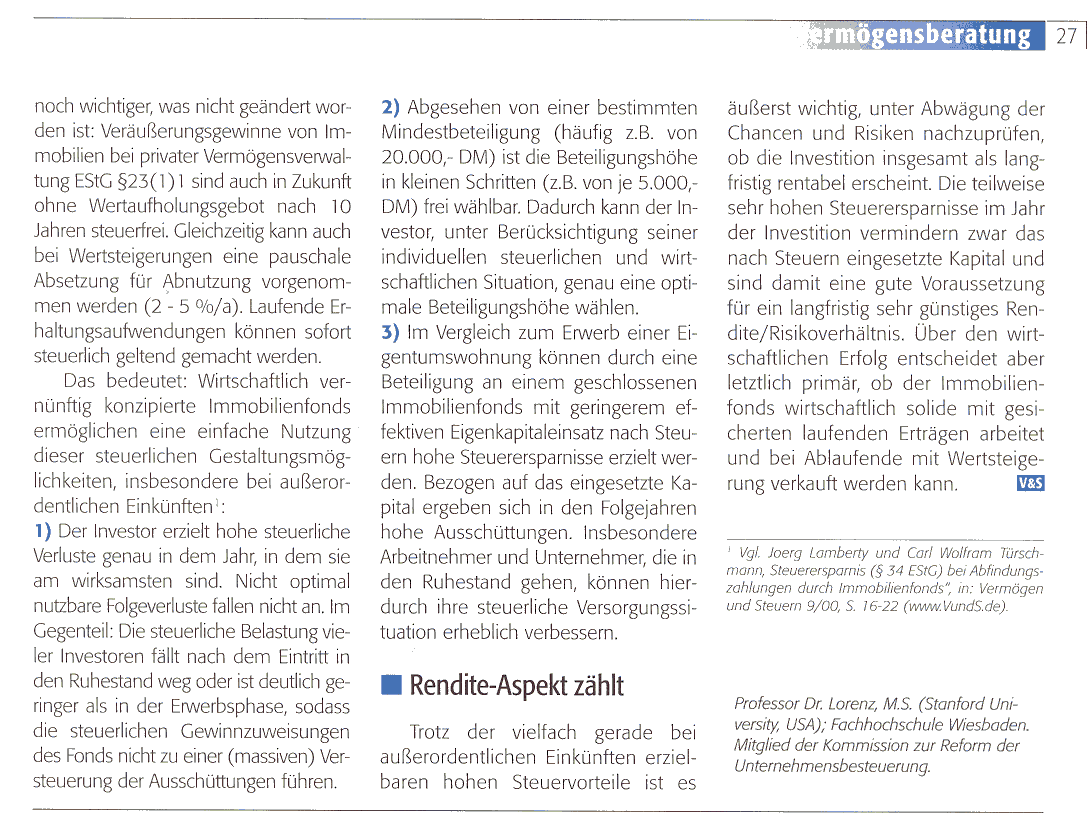 ermögensberatung 27
noch wichtiger, was nicht geändert wor-
den ist: Veräußerungsgewinne von Im-
mobilien bei privater Vermögensverwal-
tung EStG §23(1)1 sind auch in Zukunft
ohne Wertaufholungsgebot nach 10
Jahren steuerfrei. Gleichzeitig kann auch
bei Wertsteigerungen eine pauschale
Absetzung für Abnutzung vorgenom-
men werden (2 - 5 %/a). Laufende Er-
haltungsaufwendungen können sofort
steuerlich geltend gemacht werden.
Das bedeutet: Wirtschaftlich ver-
nünftig konzipierte Immobilienfonds
ermöglichen eine einfache Nutzung
dieser steuerlichen Gestaltungsmög-
lichkeiten, insbesondere bei außeror-
dentlichen Einkünften¹:
1) Der Investor erzielt hohe steuerliche
Verluste genau in dem Jahr, in dem sie
am wirksamsten sind. Nicht optimal
nutzbare Folgeverluste fallen nicht an. Im
Gegenteil: Die steuerliche Belastung vie-
ler Investoren fällt nach dem Eintritt in
den Ruhestand weg oder ist deutlich ge-
ringer als in der Erwerbsphase, sodass
die steuerlichen Gewinnzuweisungen
des Fonds nicht zu einer (massiven) Ver-
steuerung der Ausschüttungen führen.
2) Abgesehen von einer bestimmten
Mindestbeteiligung (häufig z.B. von
20.000,- DM) ist die Beteiligungshöhe
in kleinen Schritten (z.B. von je 5.000,-
DM) frei wählbar. Dadurch kann der In-
vestor, unter Berücksichtigung seiner
individuellen steuerlichen und wirt-
schaftlichen Situation, genau eine opti-
male Beteiligungshöhe wählen.
3) Im Vergleich zum Erwerb einer Ei-
gentumswohnung können durch eine
Beteiligung an einem geschlossenen
Immobilienfonds mit geringerem ef-
fektiven Eigenkapitaleinsatz nach Steu-
ern hohe Steuerersparnisse erzielt wer-
den. Bezogen auf das eingesetzte Ka-
pital ergeben sich in den Folgejahren
hohe Ausschüttungen. Insbesondere
Arbeitnehmer und Unternehmer, die in
den Ruhestand gehen, können hier-
durch ihre steuerliche Versorgungssi-
tuation erheblich verbessern.
Rendite-Aspekt zählt
Trotz der vielfach gerade bei
außerordentlichen Einkünften erziel-
baren hohen Steuervorteile ist es
äußerst wichtig, unter Abwägung der
Chancen und Risiken nachzuprüfen,
ob die Investition insgesamt als lang-
fristig rentabel erscheint. Die teilweise
sehr hohen Steuerersparnisse im Jahr
der Investition vermindern zwar das
nach Steuern eingesetzte Kapital und
sind damit eine gute Voraussetzung
für ein langfristig sehr günstiges Ren-
dite/Risikoverhältnis. Über den wirt-
schaftlichen Erfolg entscheidet aber
letztlich primär, ob der Immobilien-
fonds wirtschaftlich solide mit gesi-
cherten laufenden Erträgen arbeitet
und bei Ablaufende mit Wertsteige-
rung verkauft werden kann. V&S
¹ Vgl. Joerg Lamberty und Carl Wolfram Türsch-
mann, Steuerersparnis (§ 34 EStG) bei Abfindungs-
zahlungen durch Immobilienfonds", in: Vermögen
und Steuern 9/00, S. 16-22 (www.VundS.de).
Professor Dr. Lorenz, M.S. (Stanford Uni-
versity, USA); Fachhochschule Wiesbaden.
Mitglied der Kommission zur Reform der
Unternehmensbesteuerung.